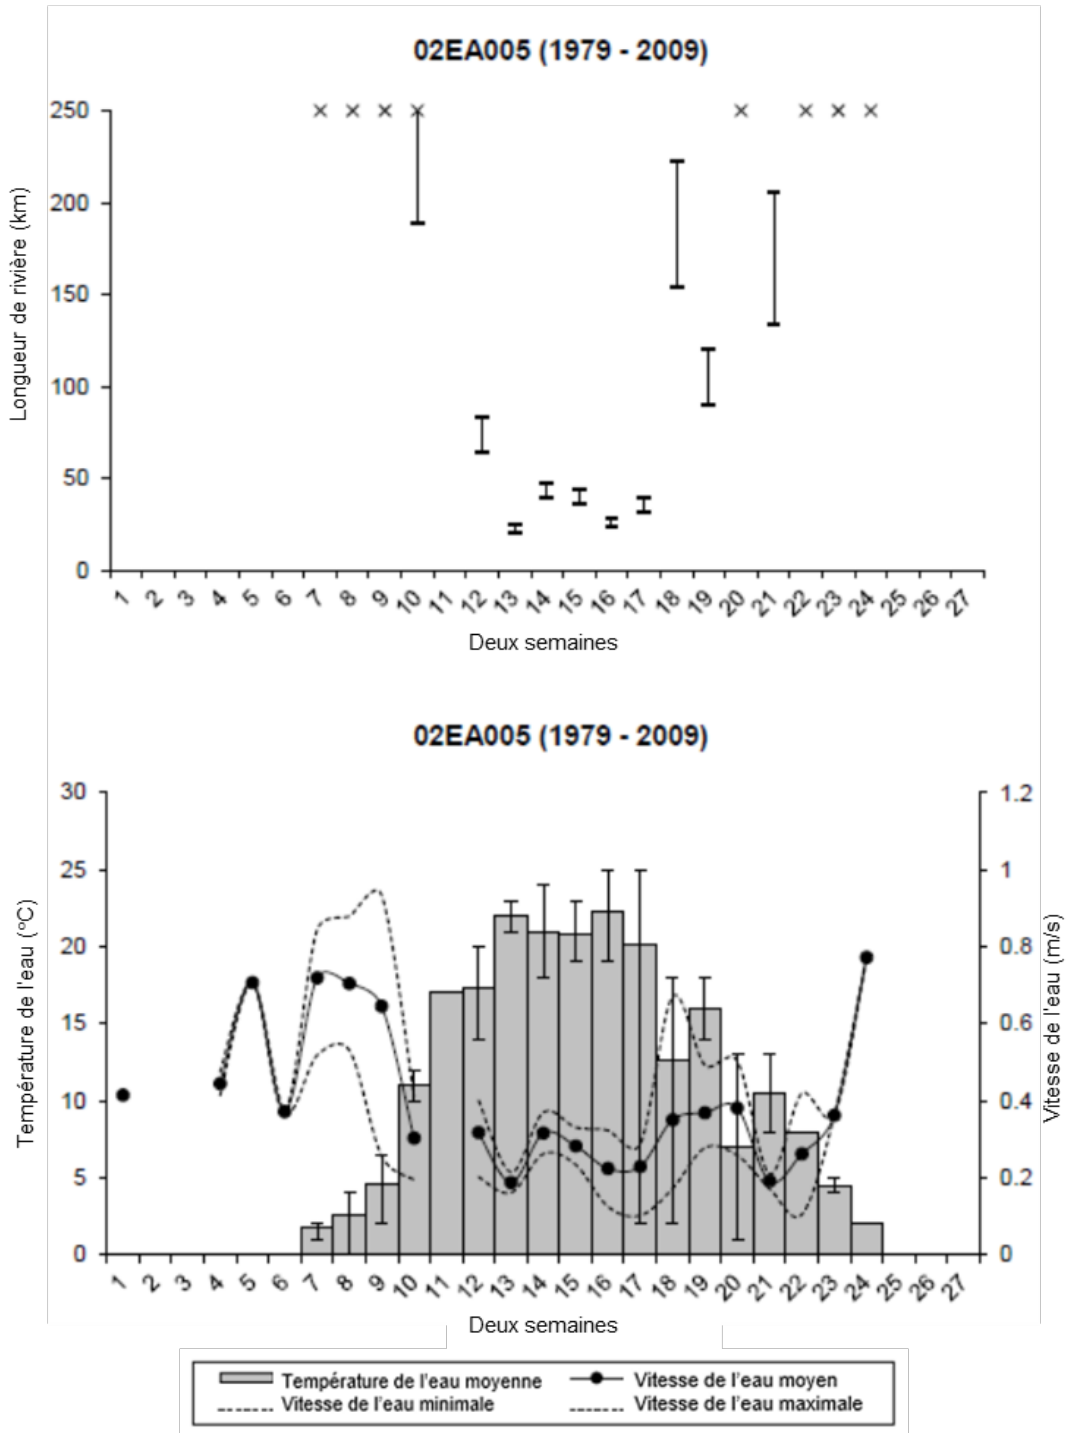 02EA005 (1979 - 2009)
Longueur de rivière (km)
250
200
150
100
50
0
1 2 3 4 5 6 7 8 9 10 11 12 13 14 15 16 17 18 19 20 21 22 23 24 25 26 27
Deux semaines
02EA005 (1979 - 2009)
Température de l'eau (°C)
30
25
20
15
10
5
0
1.2
1
0.8
0.6
0.4
0.2
0
Vitesse de l'eau (m/s)
1 2 3 4 5 6 7 8 9 10 11 12 13 14 15 16 17 18 19 20 21 22 23 24 25 26 27
Deux semaines
Température de l'eau moyenne
Vitesse de l'eau moyen
Vitesse de l'eau minimale
Vitesse de l'eau maximale